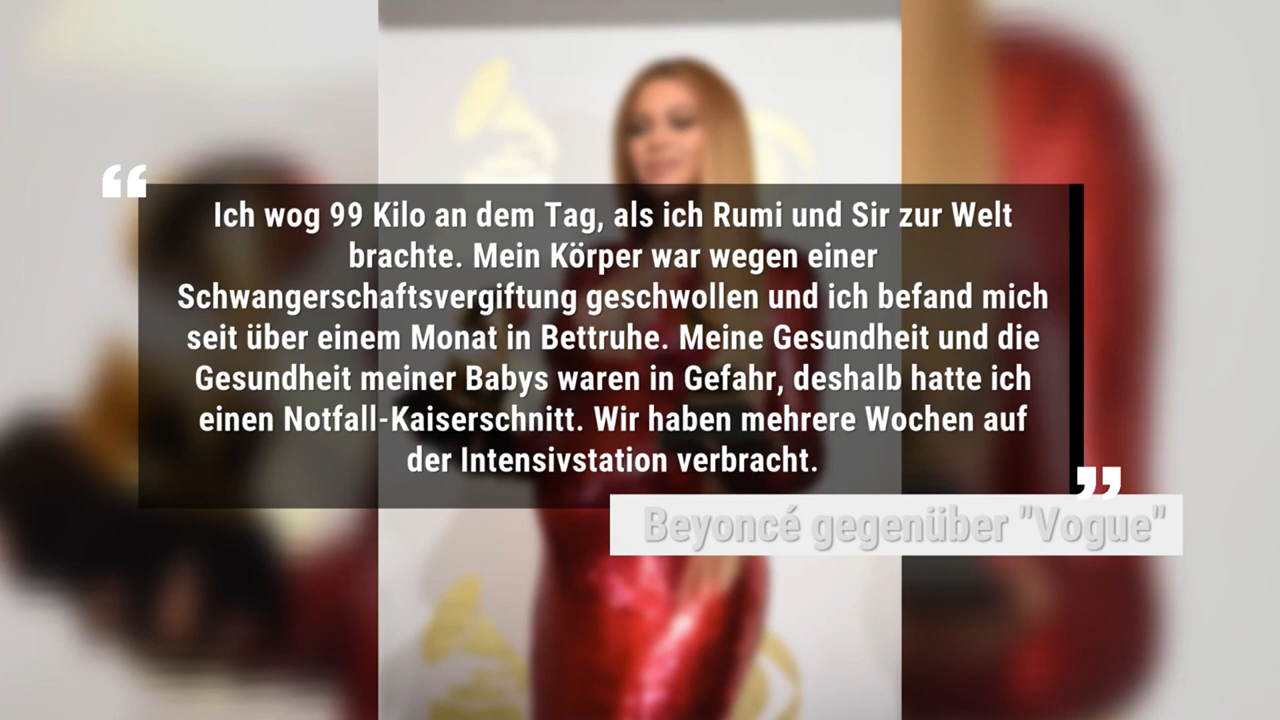 “
Ich wog 99 Kilo an dem Tag, als ich Rumi und Sir zur Welt
brachte. Mein Körper war wegen einer
Schwangerschaftsvergiftung geschwollen und ich befand mich
seit über einem Monat in Bettruhe. Meine Gesundheit und die
Gesundheit meiner Babys waren in Gefahr, deshalb hatte ich
einen Notfall-Kaiserschnitt. Wir haben mehrere Wochen auf
der Intensivstation verbracht.
”
Beyoncé gegenüber "Vogue"